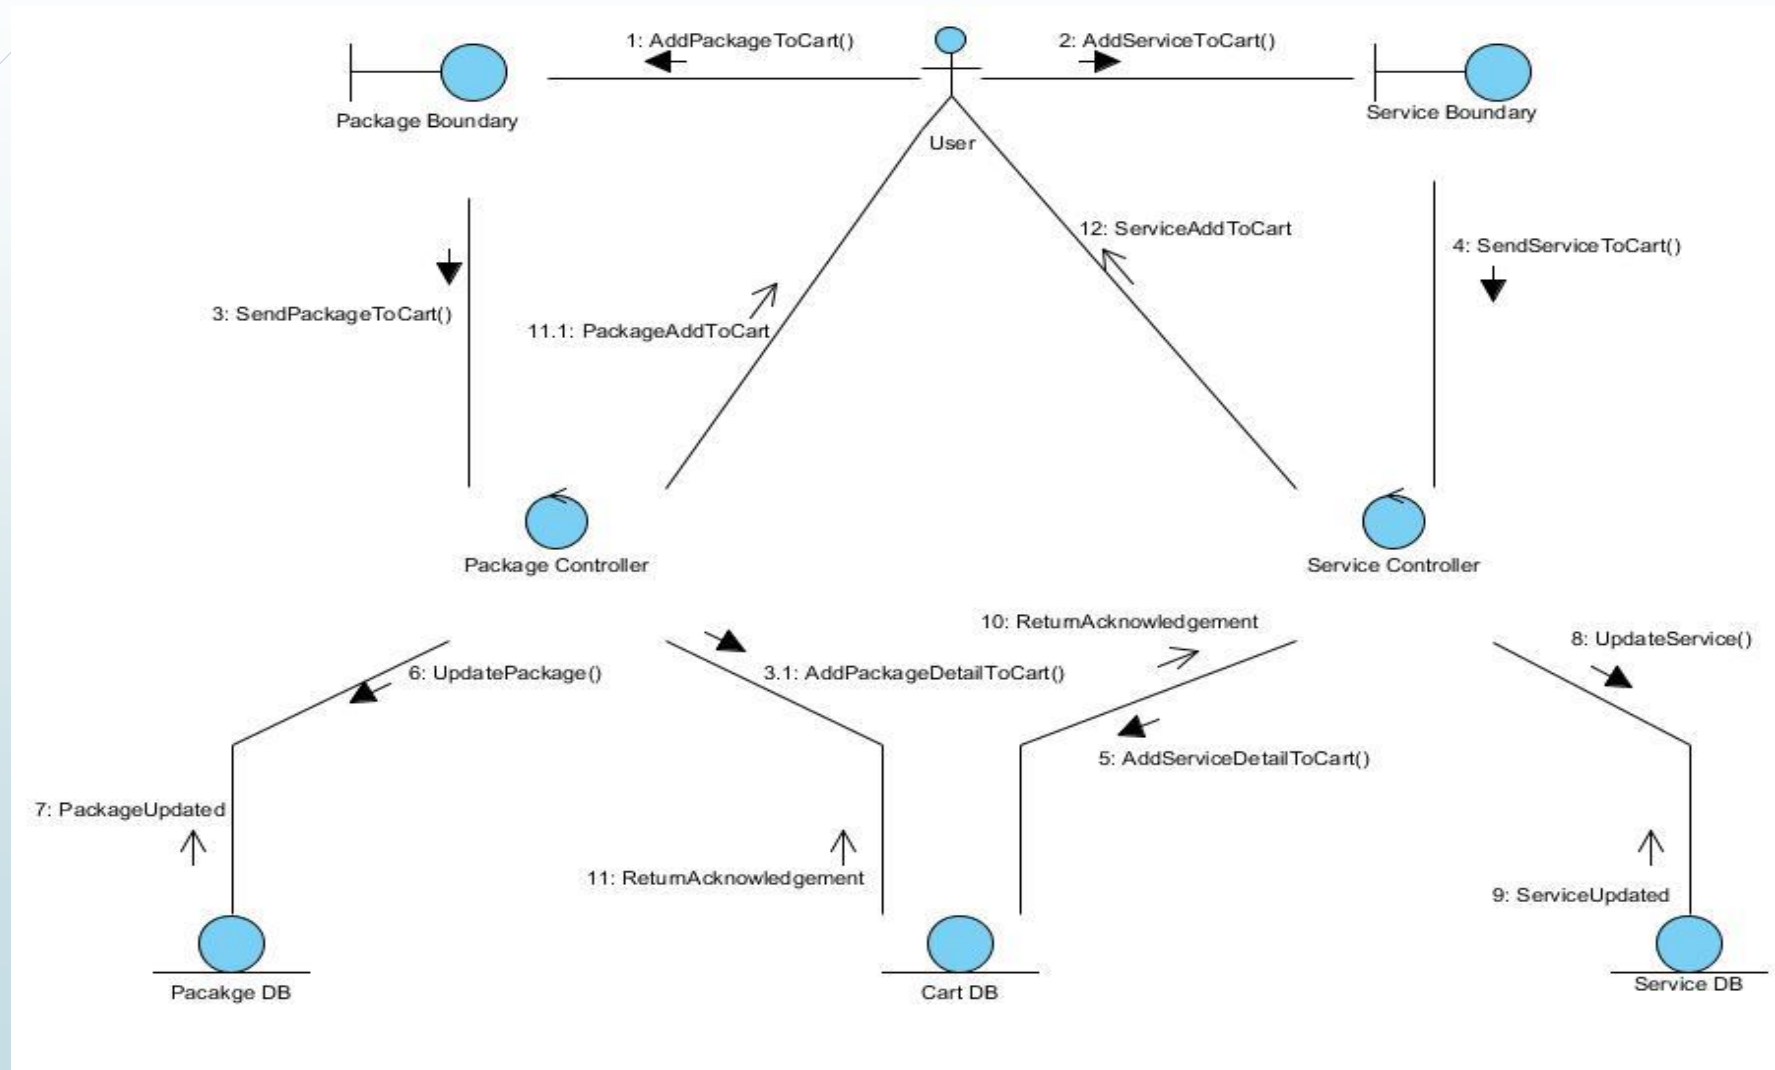 1: AddPackageToCart()
2: AddServiceToCart()
Package Boundary
Service Boundary
User
12: ServiceAddToCart
4: SendServiceToCart()
3: SendPackageToCart()
11.1: PackageAddToCart
Package Controller
Service Controller
10: ReturnAcknowledgement
8: UpdateService()
6: UpdatePackage()
3.1: AddPackageDetailToCart()
5: AddServiceDetailToCart()
7: PackageUpdated
11: ReturnAcknowledgement
9: ServiceUpdated
Pacakge DB
Cart DB
Service DB